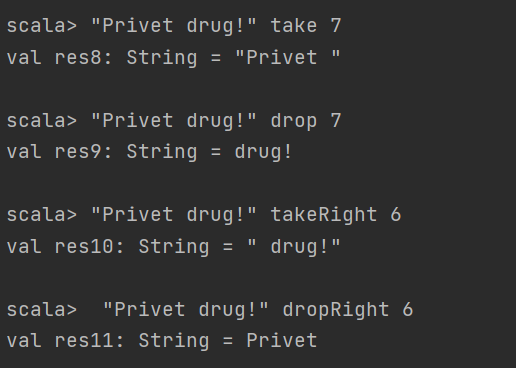 scala> "Privet drug!" take 7
val res8: String = "Privet "
scala> "Privet drug!" drop 7
val res9: String = drug!
scala> "Privet drug!" takeRight 6
val res10: String = " drug!"
scala>  "Privet drug!" dropRight 6
val res11: String = Privet